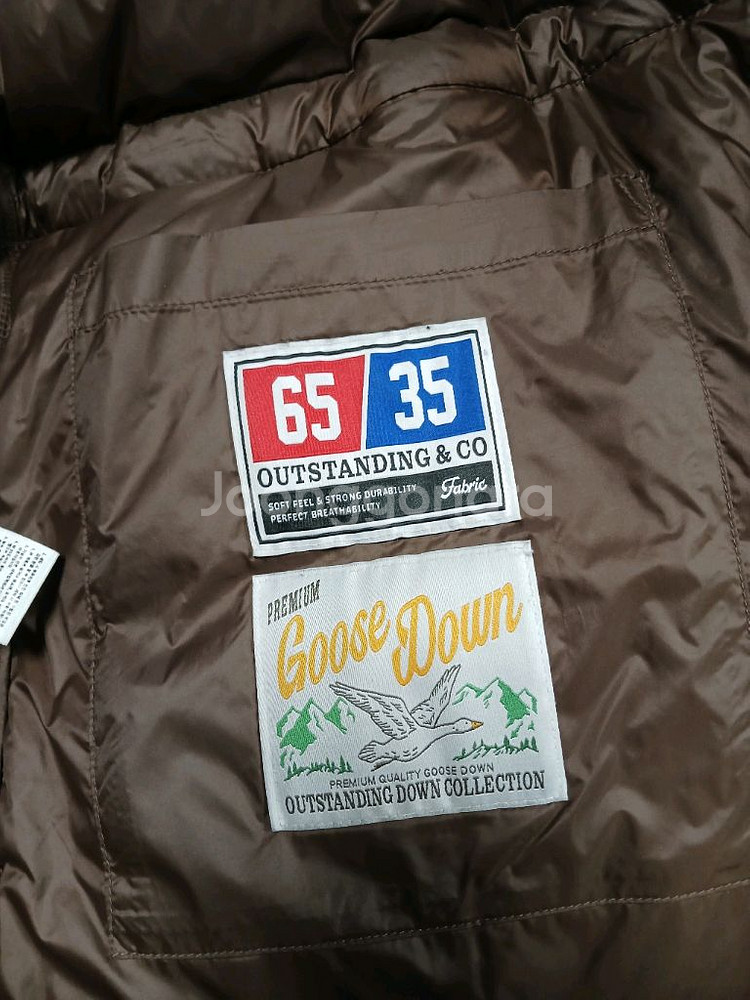 65 35
OUTSTANDING & CO
SOFT FEEL & STRONG DURABILITY
PERFECT BREATHABILITY
Fabric
Joonggonara
PREMIUM
Goose Down
PREMIUM QUALITY GOOSE DOWN
OUTSTANDING DOWN COLLECTION